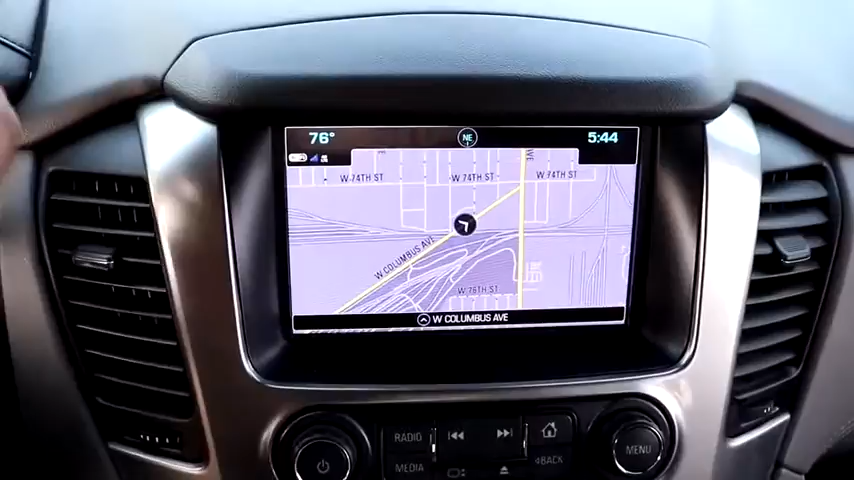 76°
NE
5:44
W 74TH ST
W 74TH ST
W 74TH ST
W COLUMBUS AVE
W 76TH ST
W COLUMBUS AVE
RADIO
MEDIA
BACK
MENU